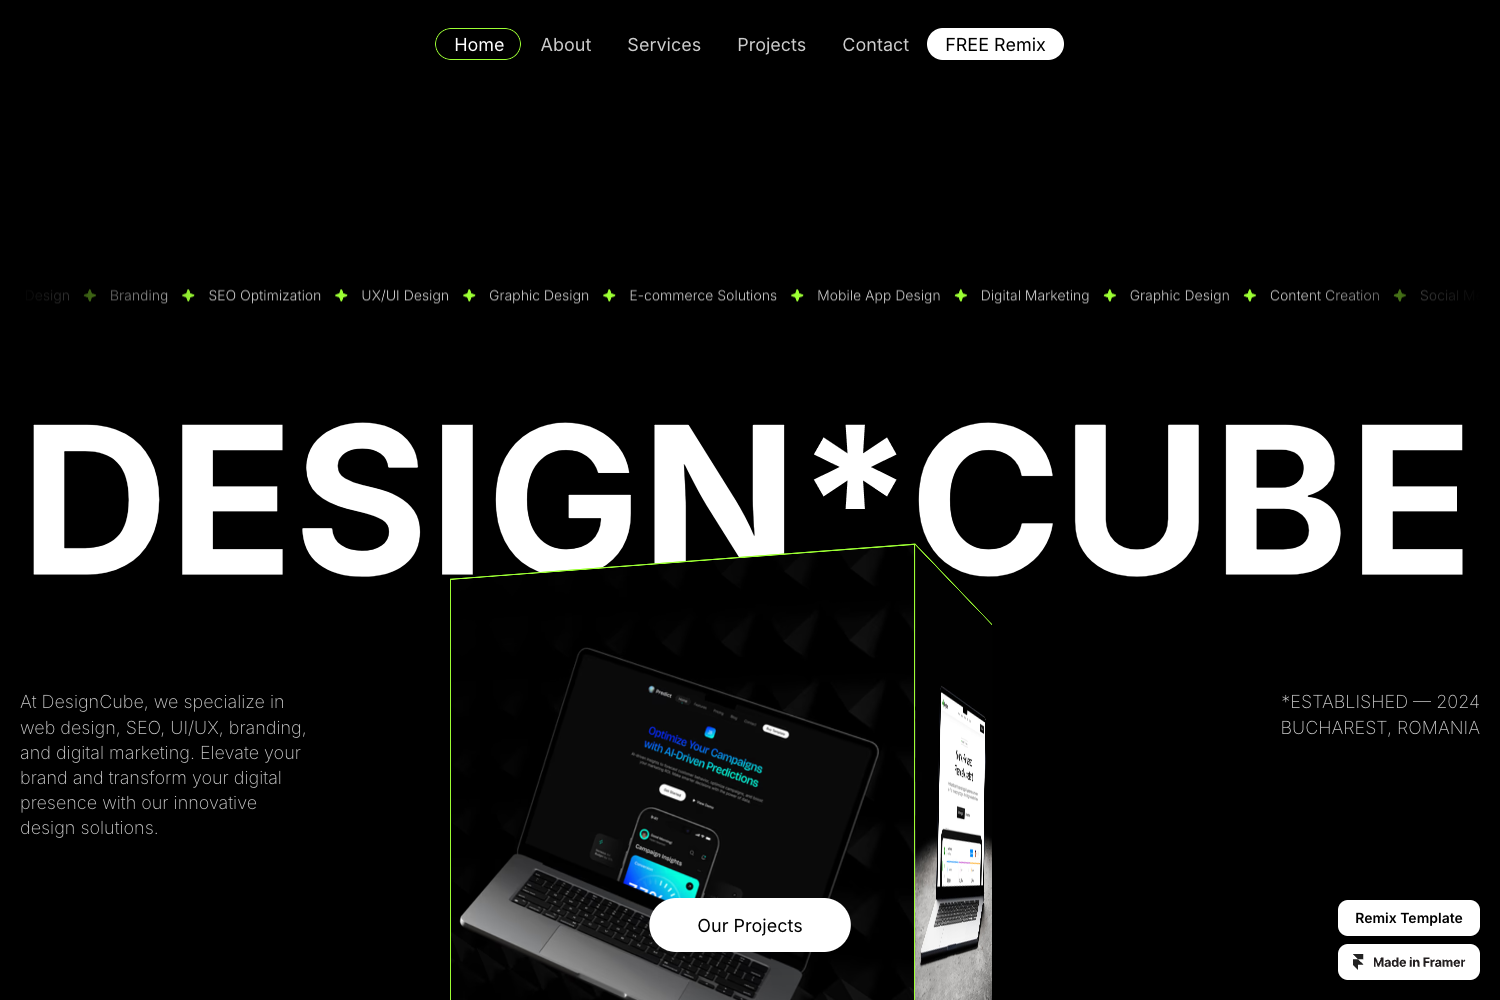 Home About Services Projects Contact FREE Remix
Design Branding SEO Optimization UX/UI Design Graphic Design E-commerce Solutions Mobile App Design Digital Marketing Graphic Design Content Creation Social
DESIGN*CUBE
At DesignCube, we specialize in
web design, SEO, UI/UX, branding,
and digital marketing. Elevate your
brand and transform your digital
presence with our innovative
design solutions.
*ESTABLISHED — 2024
BUCHAREST, ROMANIA
Predict
Optimize Your Campaigns
with AI-Driven Predictions
Campaign Insights
Our Projects
Remix Template
Made in Framer